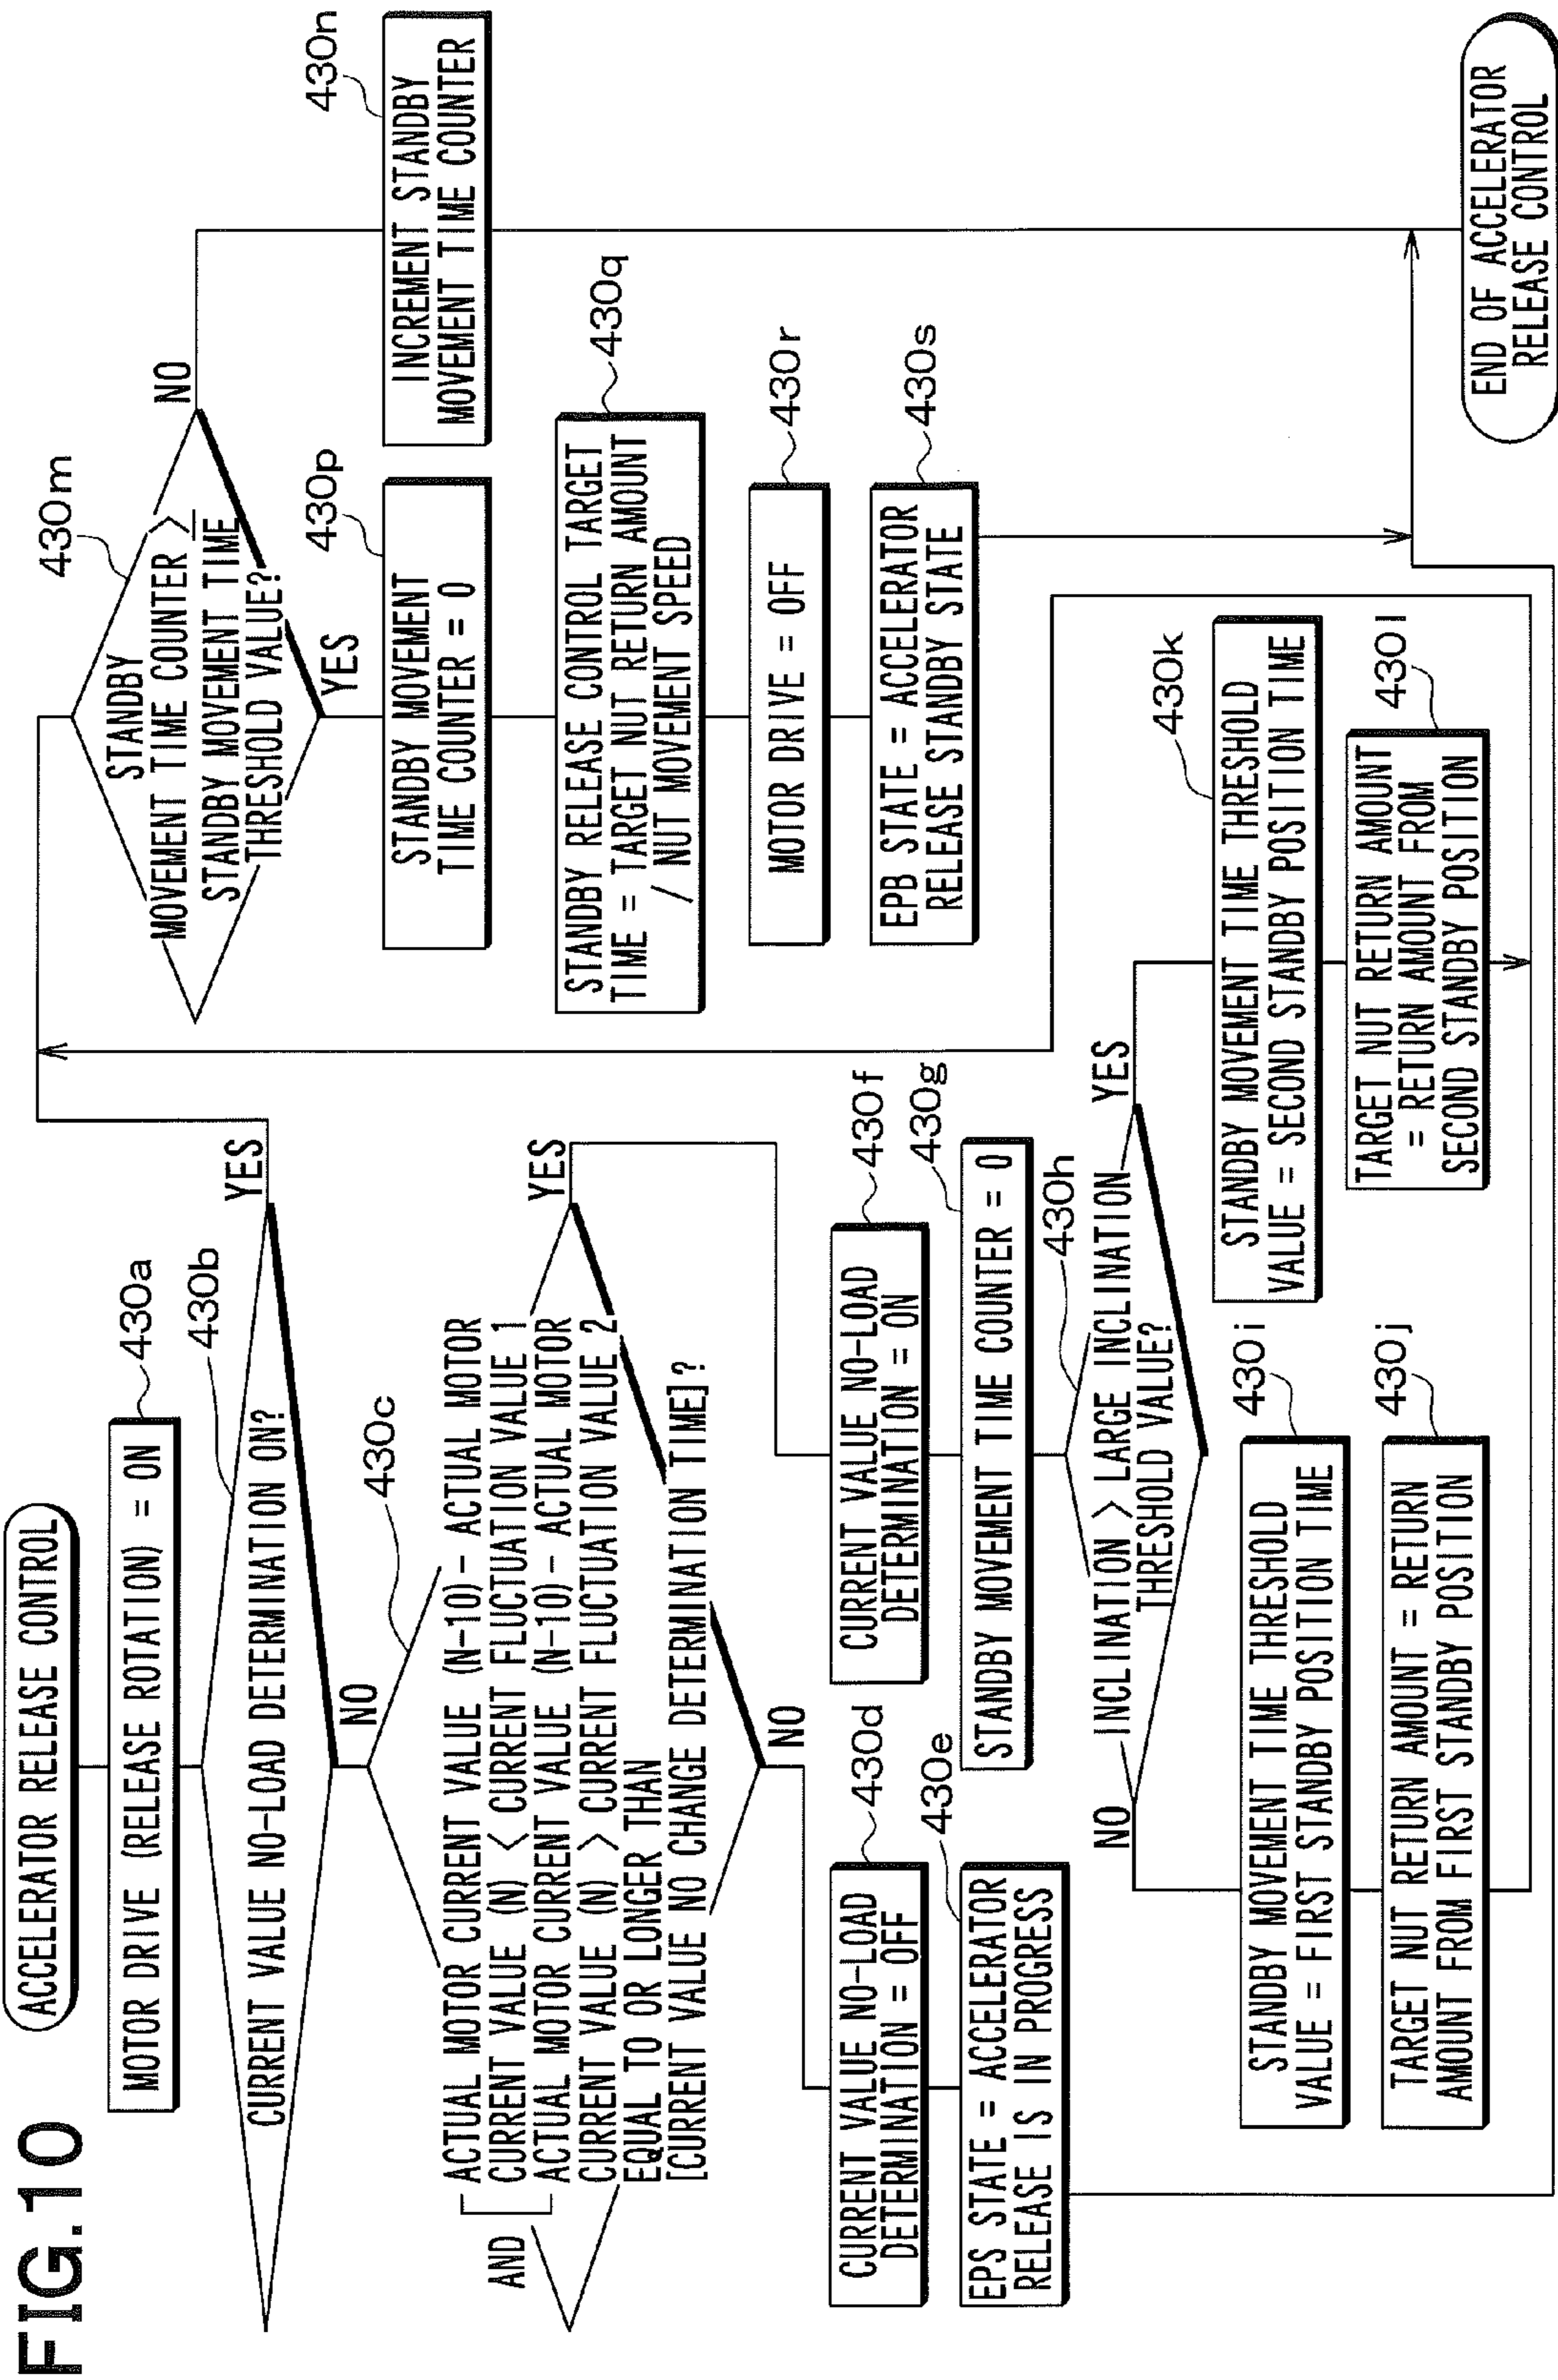 FIG.10
ACCELERATOR RELEASE CONTROL
MOTOR DRIVE (RELEASE ROTATION) = ON
430a
CURRENT VALUE NO-LOAD DETERMINATION ON?
430b
YES
NO
430c
AND
ACTUAL MOTOR CURRENT VALUE (N-10) - ACTUAL MOTOR
CURRENT VALUE (N) < CURRENT FLUCTUATION VALUE 1
ACTUAL MOTOR CURRENT VALUE (N-10) - ACTUAL MOTOR
CURRENT VALUE (N) > CURRENT FLUCTUATION VALUE 2
EQUAL TO OR LONGER THAN
[CURRENT VALUE NO CHANGE DETERMINATION TIME]?
YES
NO
CURRENT VALUE NO-LOAD
DETERMINATION = OFF
430d
EPS STATE = ACCELERATOR
RELEASE IS IN PROGRESS
430e
CURRENT VALUE NO-LOAD
DETERMINATION = ON
430f
STANDBY MOVEMENT TIME COUNTER = 0
430g
INCLINATION > LARGE INCLINATION
THRESHOLD VALUE?
430h
NO
YES
STANDBY MOVEMENT TIME THRESHOLD
VALUE = FIRST STANDBY POSITION TIME
430i
TARGET NUT RETURN AMOUNT = RETURN
AMOUNT FROM FIRST STANDBY POSITION
430j
STANDBY MOVEMENT TIME THRESHOLD
VALUE = SECOND STANDBY POSITION TIME
430k
TARGET NUT RETURN AMOUNT
= RETURN AMOUNT FROM
SECOND STANDBY POSITION
430l
STANDBY
MOVEMENT TIME COUNTER ≥
STANDBY MOVEMENT TIME
THRESHOLD VALUE?
430m
NO
YES
INCREMENT STANDBY
MOVEMENT TIME COUNTER
430n
STANDBY MOVEMENT
TIME COUNTER = 0
430p
STANDBY RELEASE CONTROL TARGET
TIME = TARGET NUT RETURN AMOUNT
/ NUT MOVEMENT SPEED
430q
MOTOR DRIVE = OFF
430r
EPB STATE = ACCELERATOR
RELEASE STANDBY STATE
430s
END OF ACCELERATOR
RELEASE CONTROL